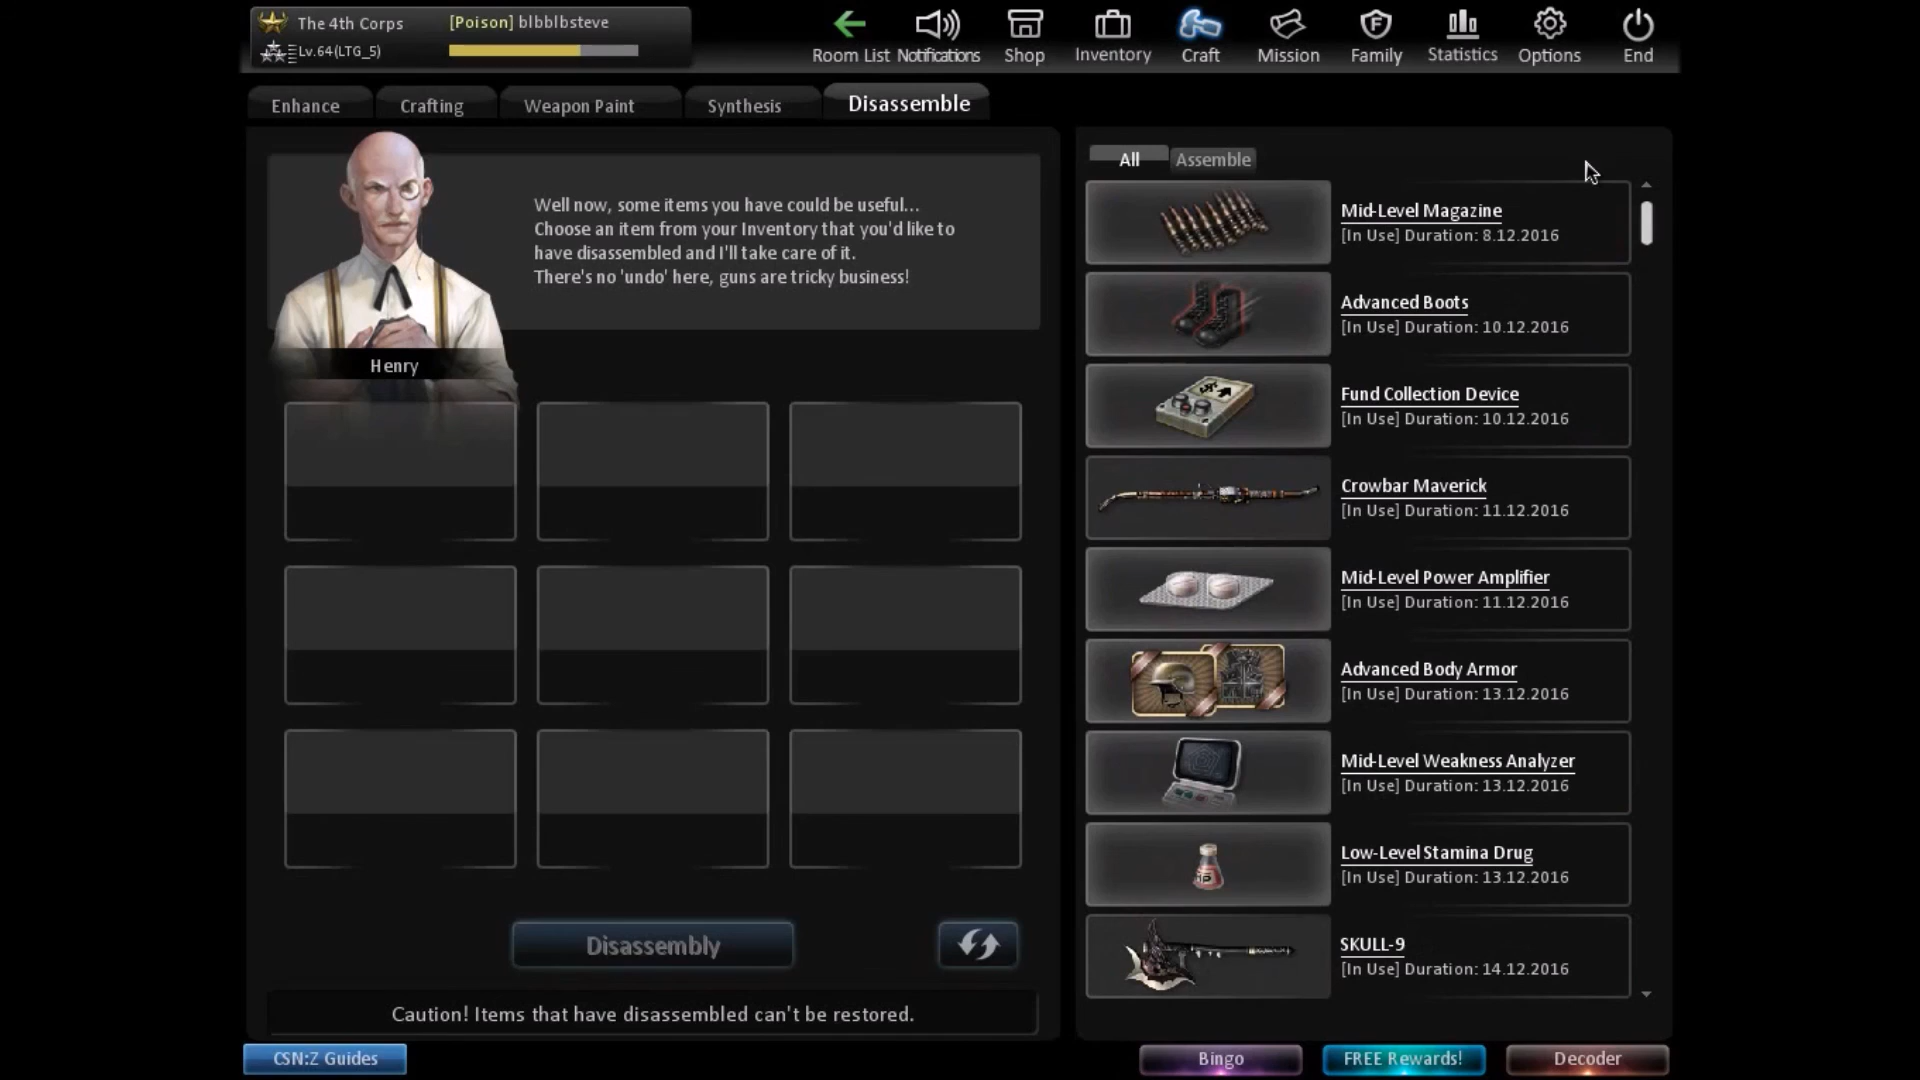 The 4th Corps [Poison] blbblbsteve
Lv.64(LTG_5)
Room List Notifications Shop Inventory Craft Mission Family Statistics Options End
Enhance Crafting Weapon Paint Synthesis Disassemble
Well now, some items you have could be useful...
Choose an item from your Inventory that you'd like to
have disassembled and I'll take care of it.
There's no 'undo' here, guns are tricky business!
Henry
Disassembly
Caution! Items that have disassembled can't be restored.
All Assemble
Mid-Level Magazine
[In Use] Duration: 8.12.2016
Advanced Boots
[In Use] Duration: 10.12.2016
Fund Collection Device
[In Use] Duration: 10.12.2016
Crowbar Maverick
[In Use] Duration: 11.12.2016
Mid-Level Power Amplifier
[In Use] Duration: 11.12.2016
Advanced Body Armor
[In Use] Duration: 13.12.2016
Mid-Level Weakness Analyzer
[In Use] Duration: 13.12.2016
HP
Low-Level Stamina Drug
[In Use] Duration: 13.12.2016
SKULL-9
[In Use] Duration: 14.12.2016
CSN:Z Guides Bingo FREE Rewards! Decoder